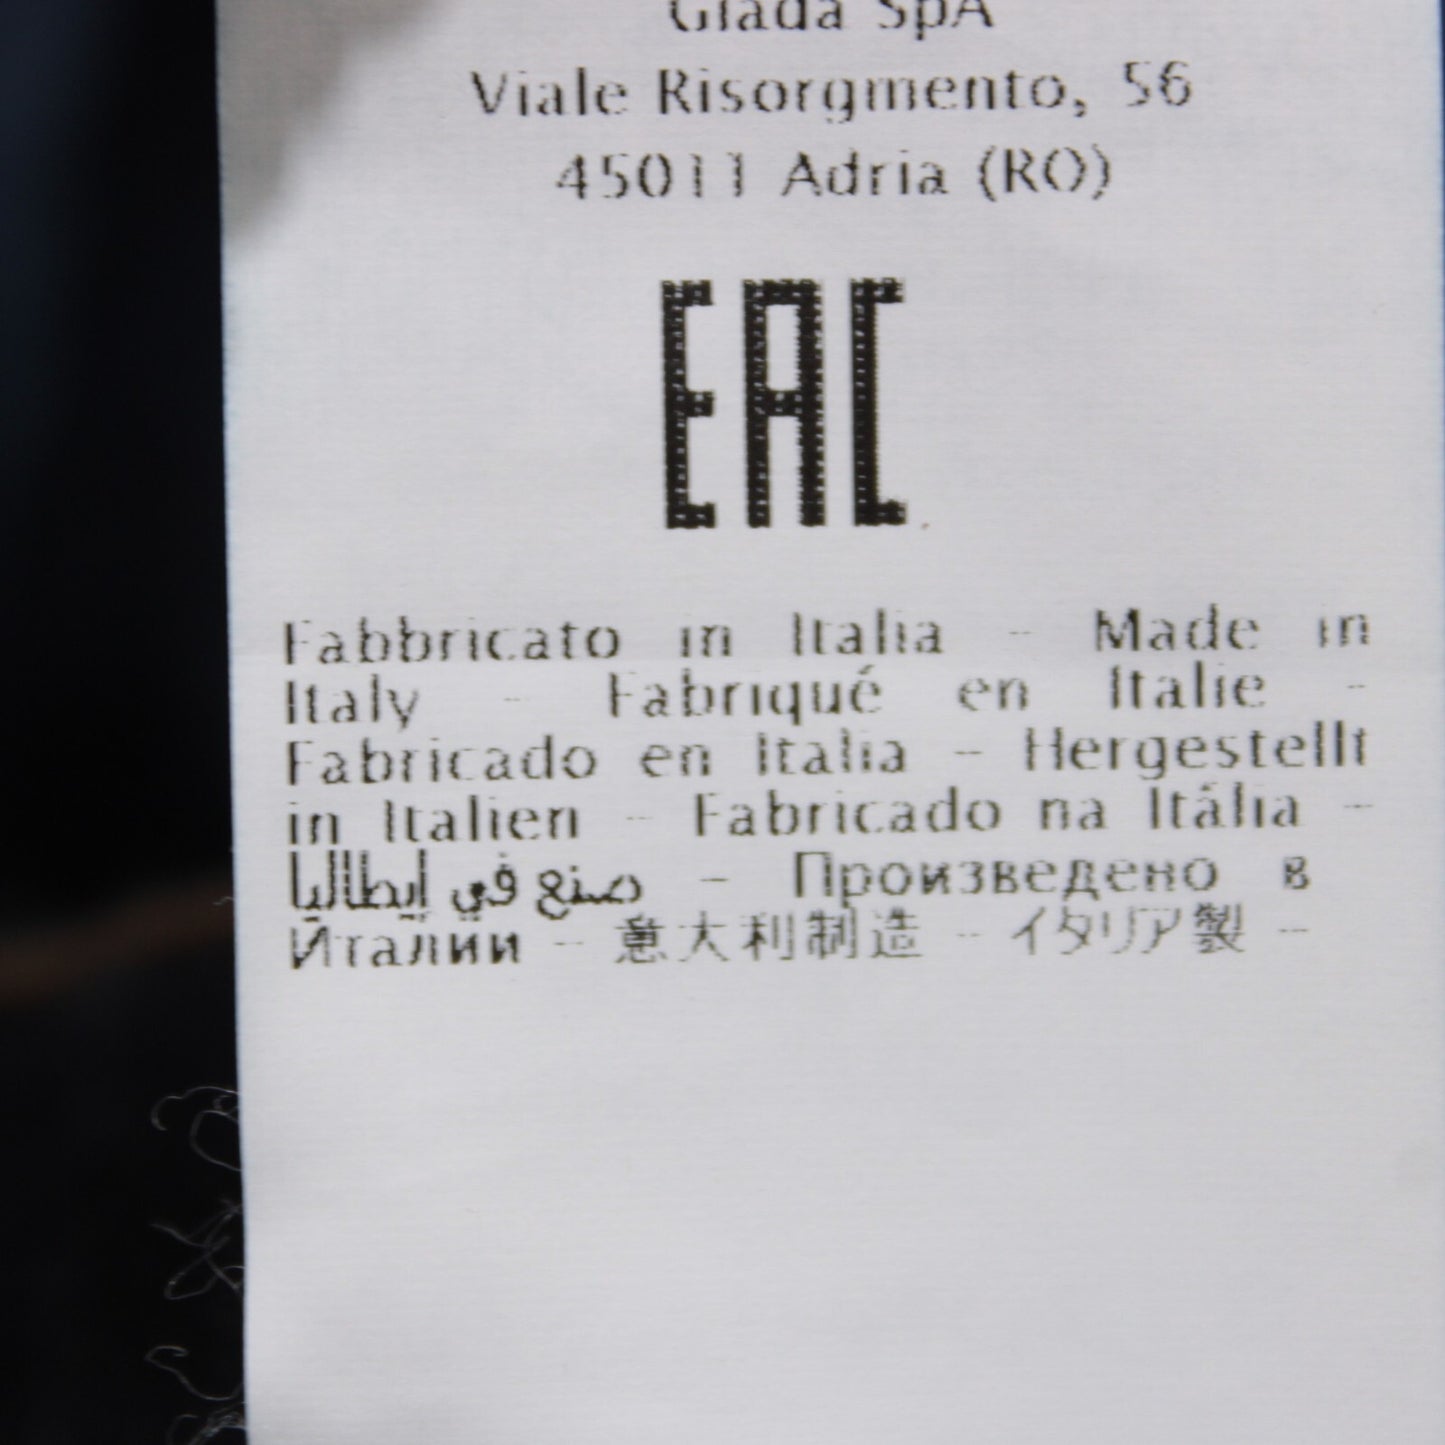 Giada SpA
Viale Risorgmento, 56
45011 Adria (RO)
EAC
Fabbricato in Italia - Made in
Italy - Fabriqué en Italie -
Fabricado en Italia - Hergestellt
in Italien - Fabricado na Itália -
صنع في إيطاليا - Произведено в
Италии - 意大利制造 - イタリア製 -